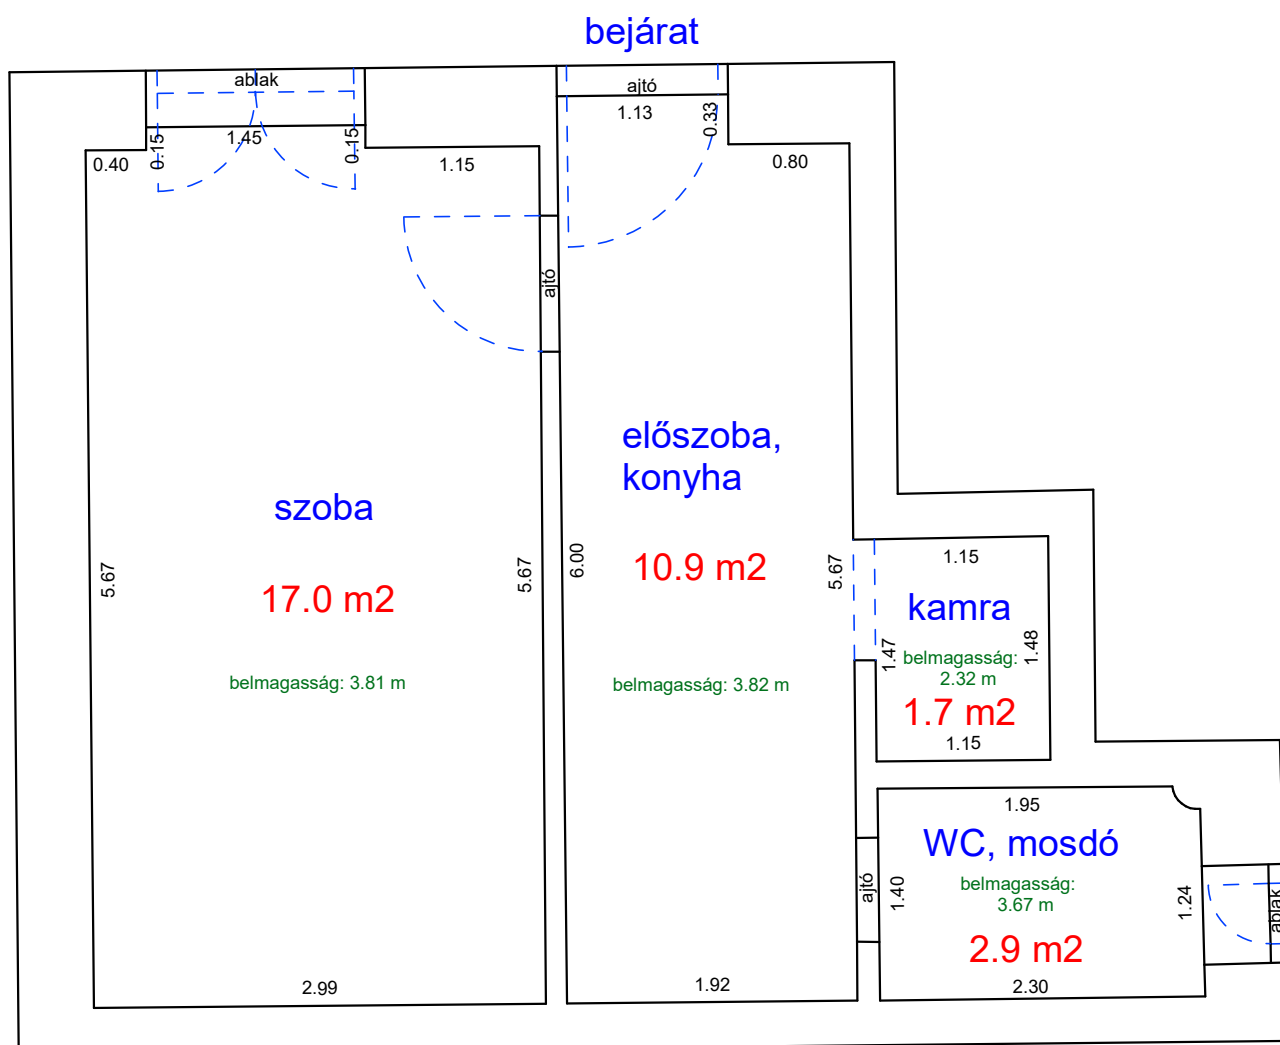 bejárat
ablak
ajtó
1.13
0.33
0.15
1.45
0.15
0.40
1.15
0.80
ajtó
előszoba,
konyha
szoba
5.67
17.0 m2
5.67
6.00
10.9 m2
5.67
1.15
kamra
1.47
belmagasság:
2.32 m
1.48
1.7 m2
1.15
belmagasság: 3.81 m
belmagasság: 3.82 m
1.95
WC, mosdó
ajtó
1.40
belmagasság:
3.67 m
1.24
ablak
2.9 m2
2.99
1.92
2.30